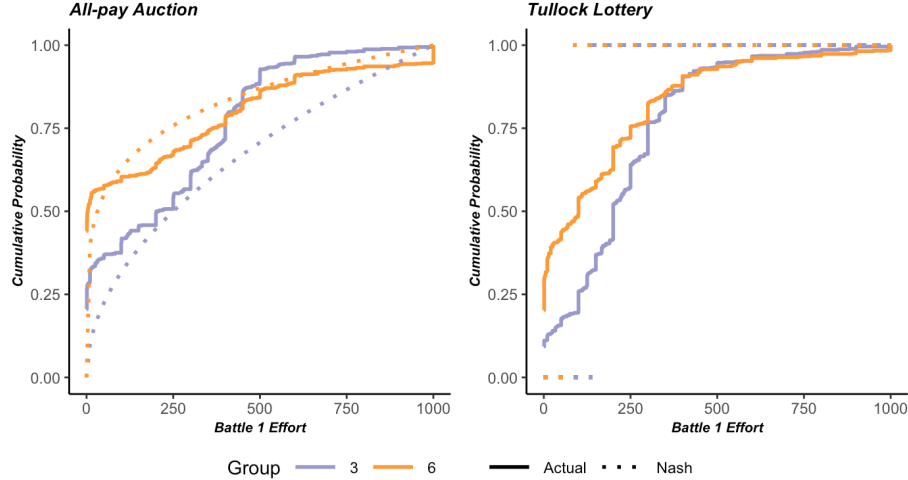 All-pay Auction
Tullock Lottery
Cumulative Probability
1.00
0.75
0.50
0.25
0.00
0 250 500 750 1000
Battle 1 Effort
Cumulative Probability
1.00
0.75
0.50
0.25
0.00
0 250 500 750 1000
Battle 1 Effort
Group 3 6 Actual Nash